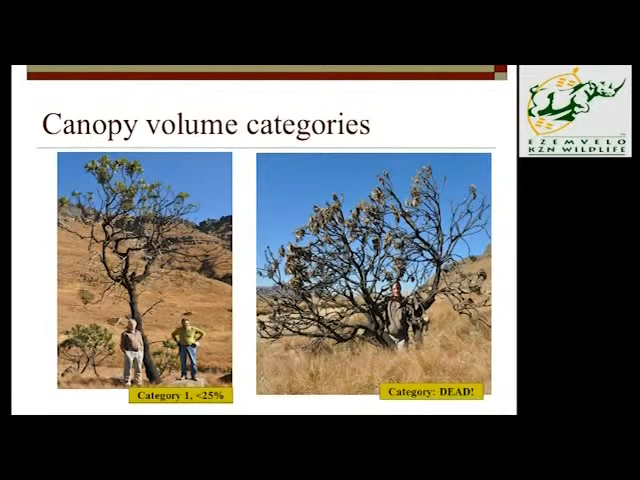 Canopy volume categories
EZEMVELO
KZN WILDLIFE
Category 1, <25%
Category: DEAD!